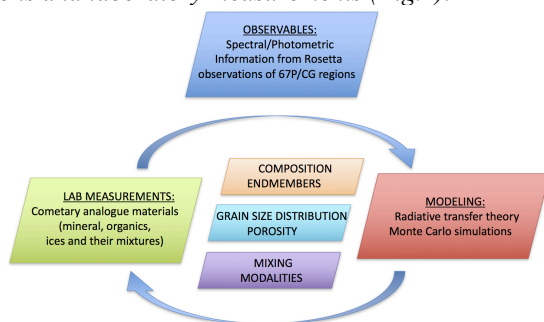 OBSERVABLES:
Spectral/Photometric
Information from Rosetta
observations of 67P/CG regions
COMPOSITION
ENDMEMBERS
LAB MEASUREMENTS:
Cometary analogue materials
(mineral, organics,
ices and their mixtures)
GRAIN SIZE DISTRIBUTION
POROSITY
MODELING:
Radiative transfer theory
Monte Carlo simulations
MIXING
MODALITIES